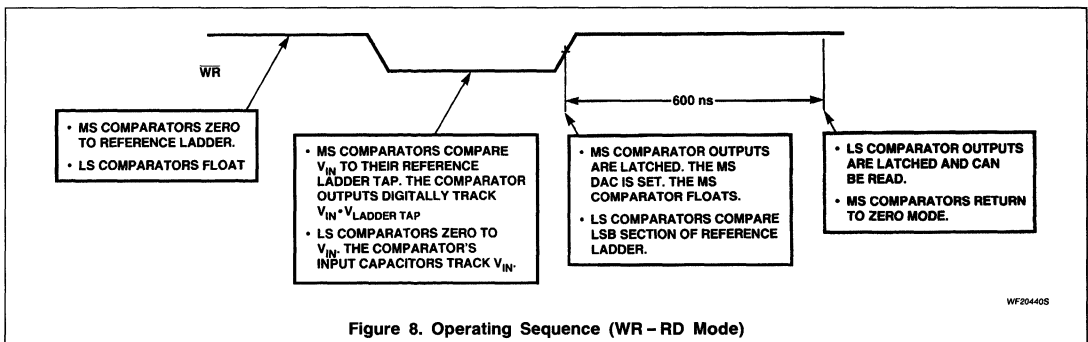 WR
600 ns
• MS COMPARATORS ZERO
TO REFERENCE LADDER.
• LS COMPARATORS FLOAT
• MS COMPARATORS COMPARE
VIN TO THEIR REFERENCE
LADDER TAP. THE COMPARATOR
OUTPUTS DIGITALLY TRACK
VIN•VLADDER TAP
• LS COMPARATORS ZERO TO
VIN. THE COMPARATOR'S
INPUT CAPACITORS TRACK VIN.
• MS COMPARATOR OUTPUTS
ARE LATCHED. THE MS
DAC IS SET. THE MS
COMPARATOR FLOATS.
• LS COMPARATORS COMPARE
LSB SECTION OF REFERENCE
LADDER.
• LS COMPARATOR OUTPUTS
ARE LATCHED AND CAN
BE READ.
• MS COMPARATORS RETURN
TO ZERO MODE.
WF20440S
Figure 8. Operating Sequence (WR – RD Mode)